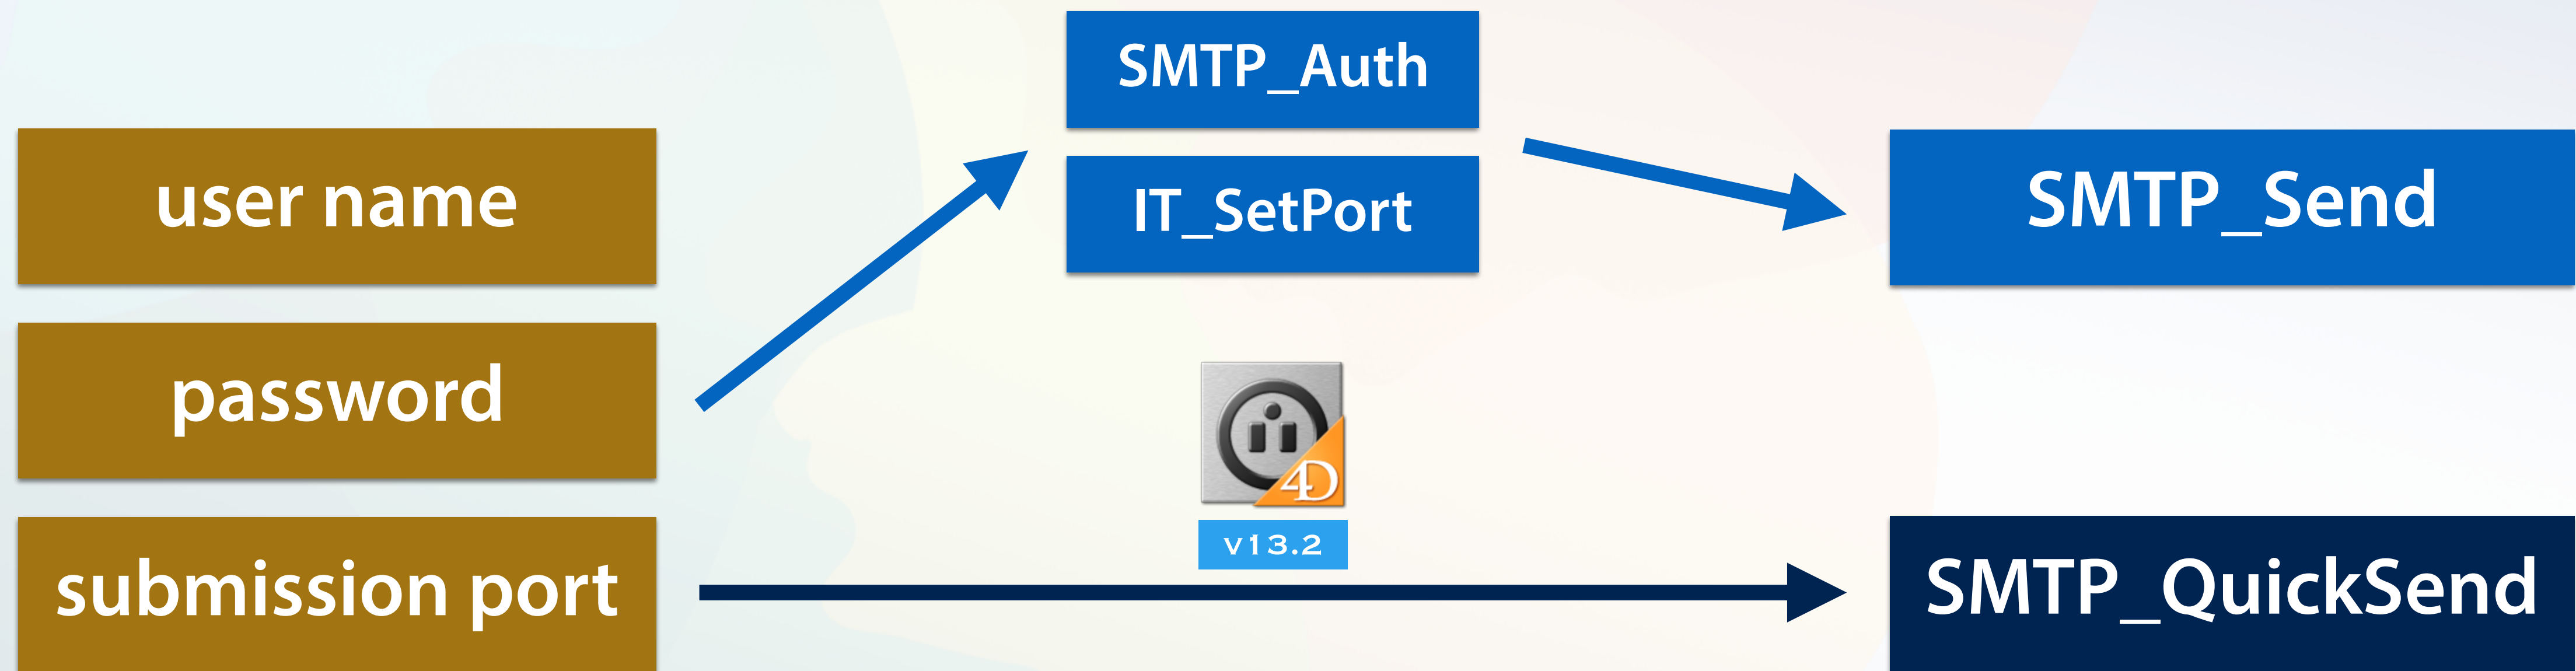 user name
password
submission port
SMTP_Auth
IT_SetPort
4D
v13.2
SMTP_Send
SMTP_QuickSend